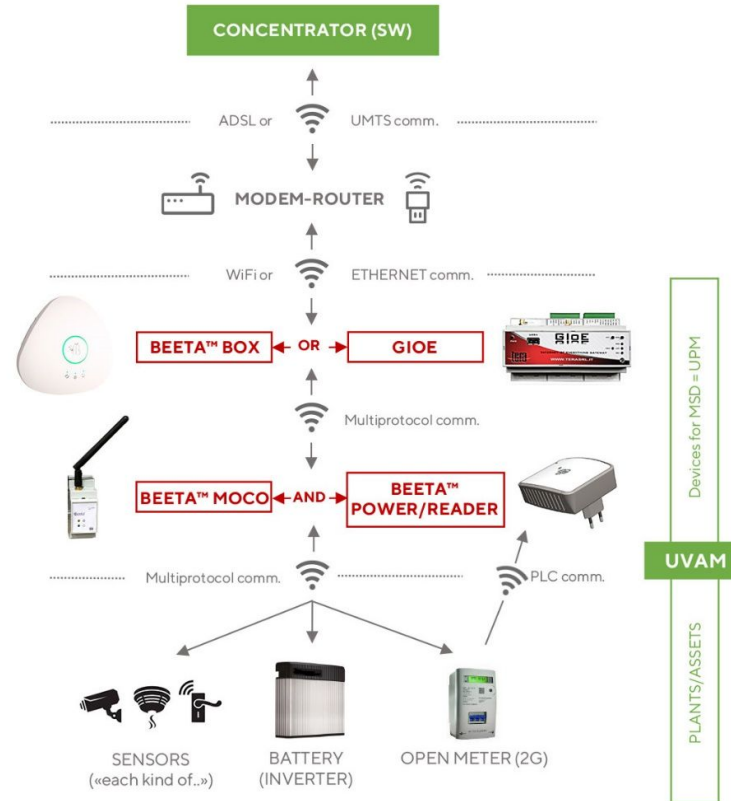 CONCENTRATOR (SW)
ADSL or
UMTS comm.
MODEM-ROUTER
WiFi or
ETHERNET comm.
BEETA™ BOX
OR
GIOE
GIOE
Multiprotocol comm.
BEETA™ MOCO
AND
BEETA™
POWER/READER
Multiprotocol comm.
PLC comm.
SENSORS
(«each kind of..»)
BATTERY
(INVERTER)
OPEN METER (2G)
Devices for MSD = UPM
UVAM
PLANTS/ASSETS